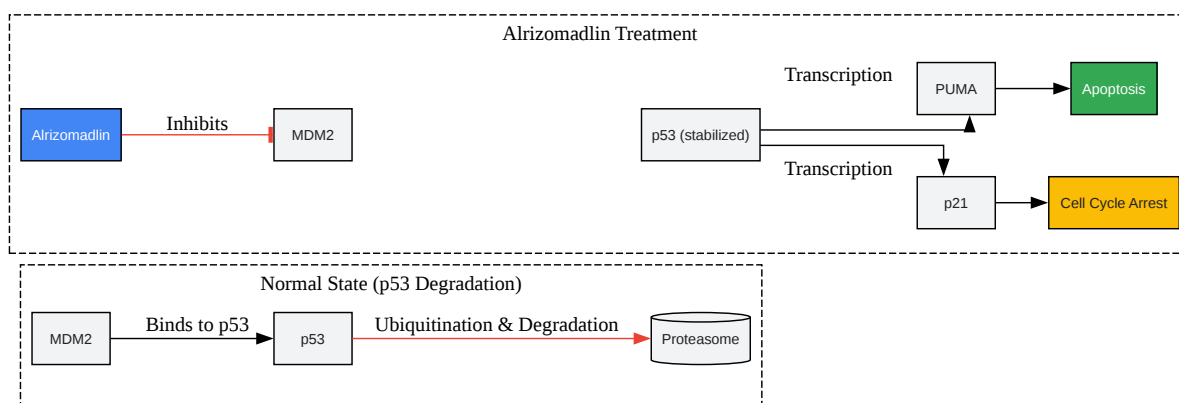 Alrizomadlin Treatment
Transcription
PUMA
Apoptosis
Alrizomadlin
Inhibits
MDM2
p53 (stabilized)
Transcription
p21
Cell Cycle Arrest
Normal State (p53 Degradation)
MDM2
Binds to p53
p53
Ubiquitination & Degradation
Proteasome